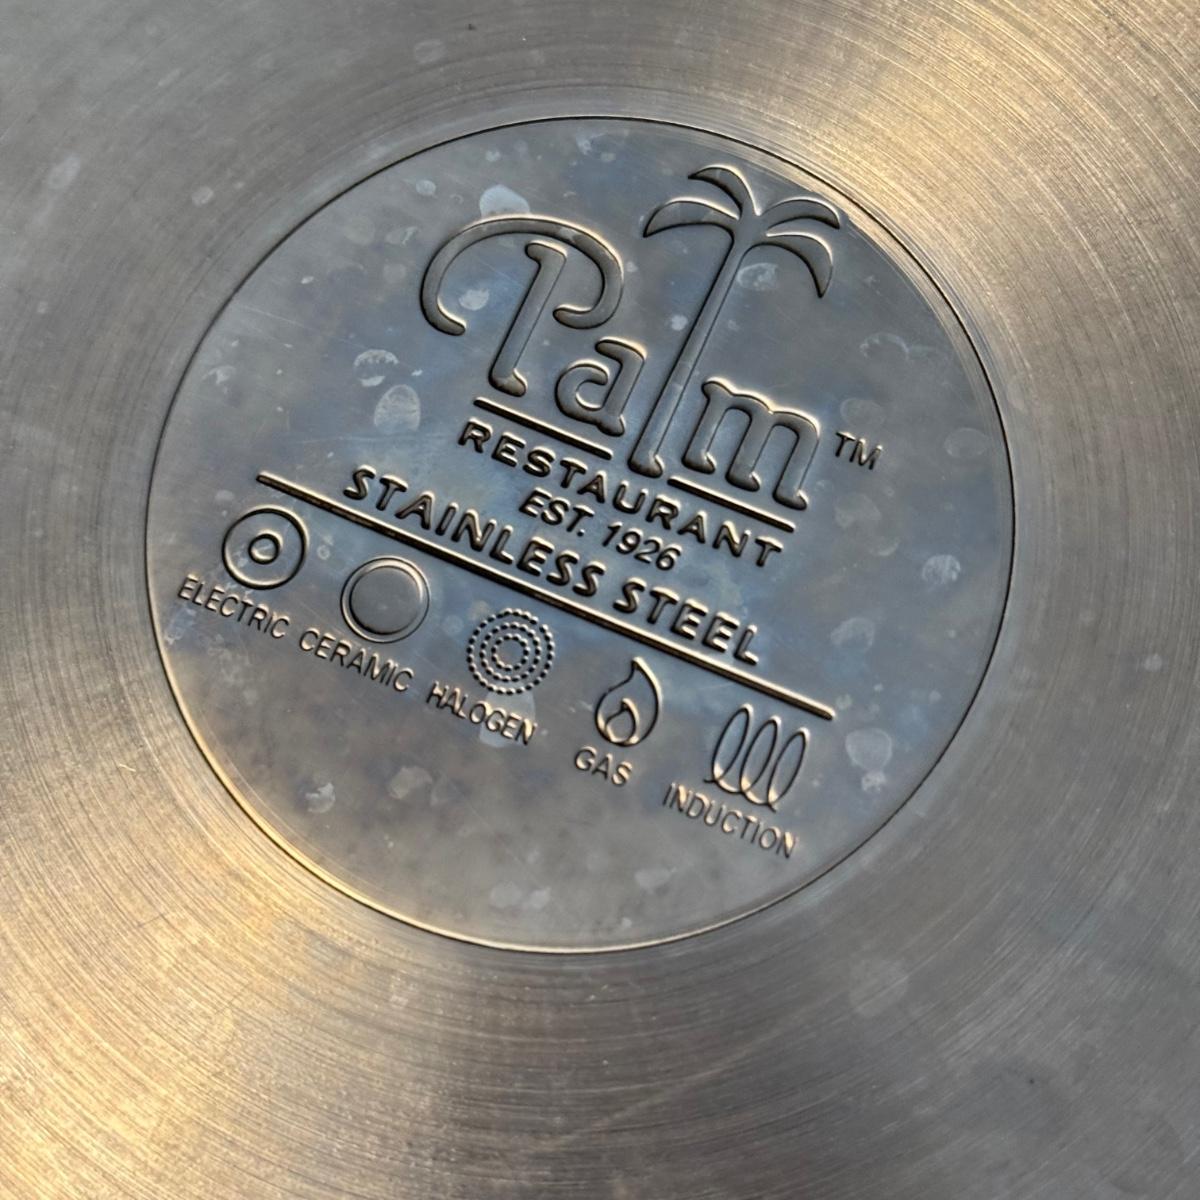 Palm™
RESTAURANT
EST. 1926
STAINLESS STEEL
ELECTRIC CERAMIC HALOGEN GAS INDUCTION